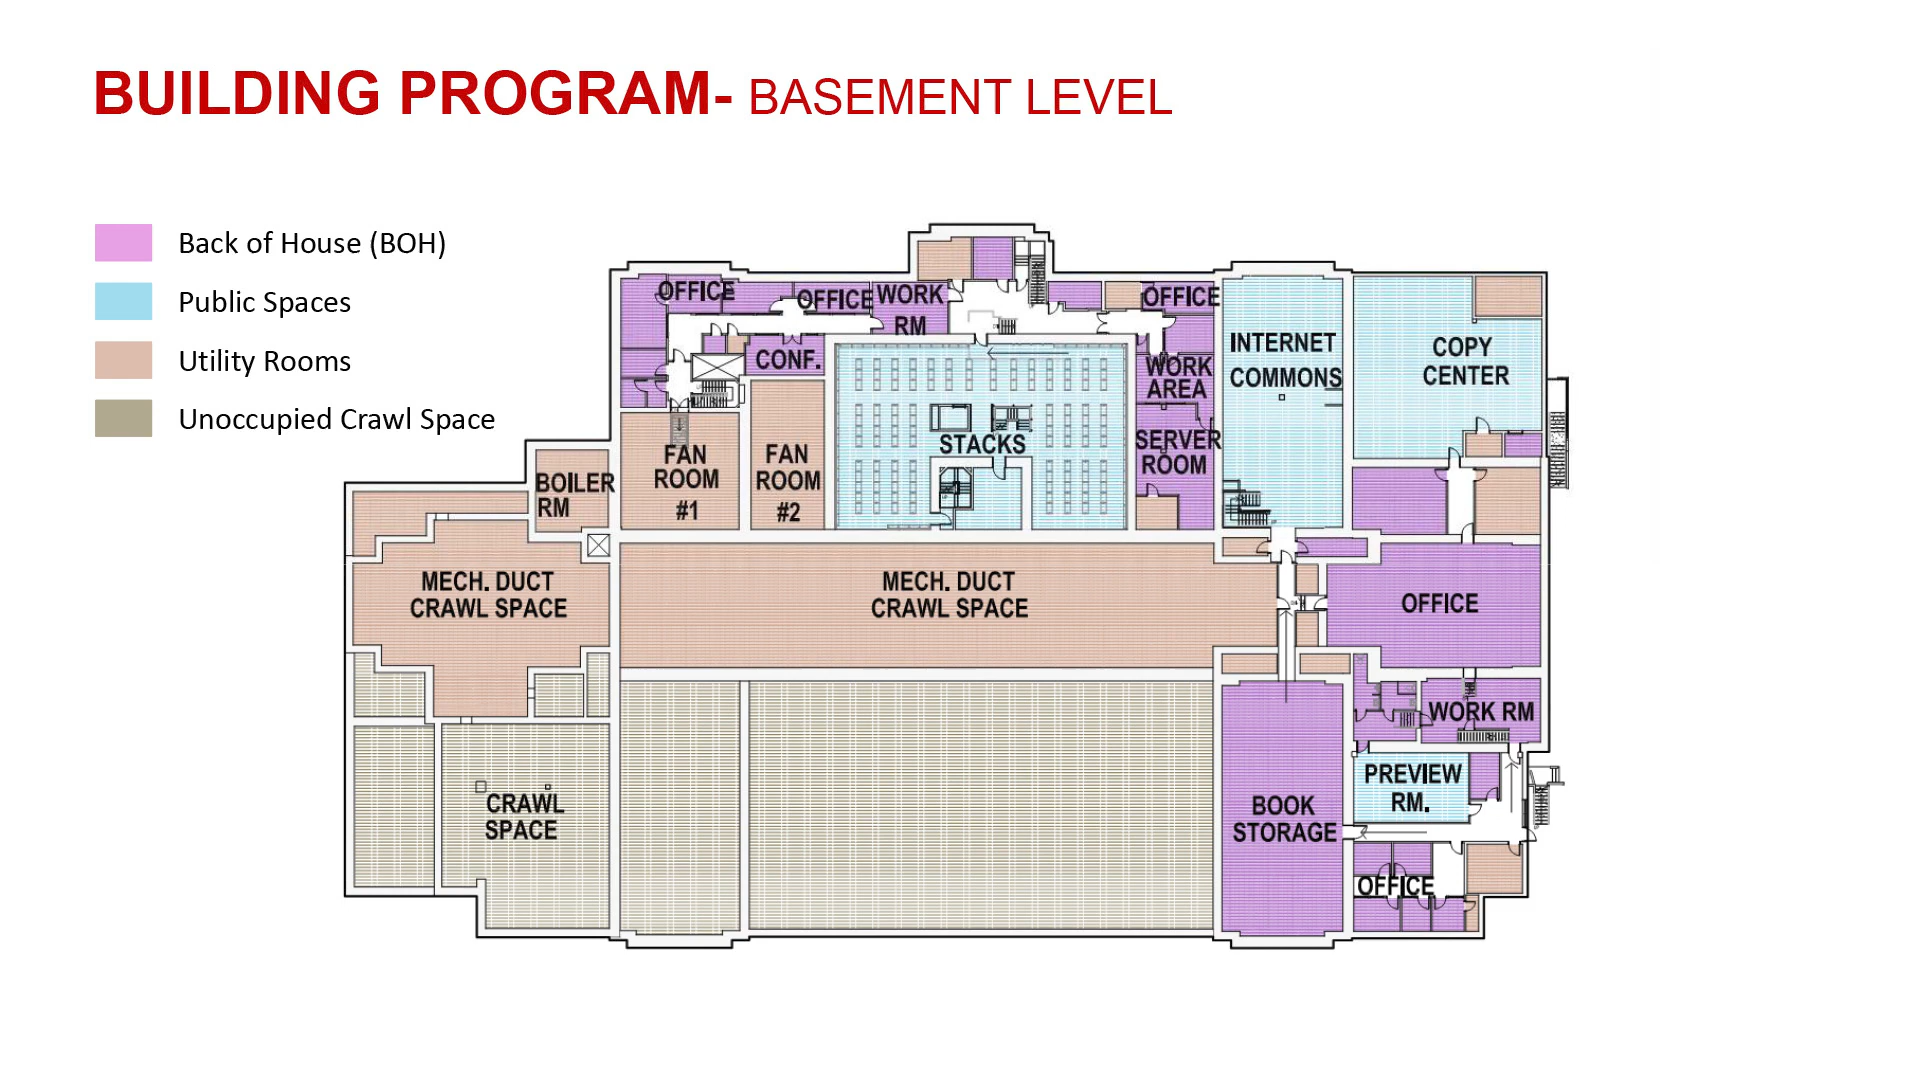 BUILDING PROGRAM- BASEMENT LEVEL
Back of House (BOH)
Public Spaces
Utility Rooms
Unoccupied Crawl Space
OFFICE
OFFICE
WORK
RM
OFFICE
CONF.
WORK
AREA
INTERNET
COMMONS
COPY
CENTER
STACKS
SERVER
ROOM
FAN
ROOM
#1
FAN
ROOM
#2
BOILER
RM
MECH. DUCT
CRAWL SPACE
MECH. DUCT
CRAWL SPACE
OFFICE
WORK RM
PREVIEW
RM.
CRAWL
SPACE
BOOK
STORAGE
OFFICE